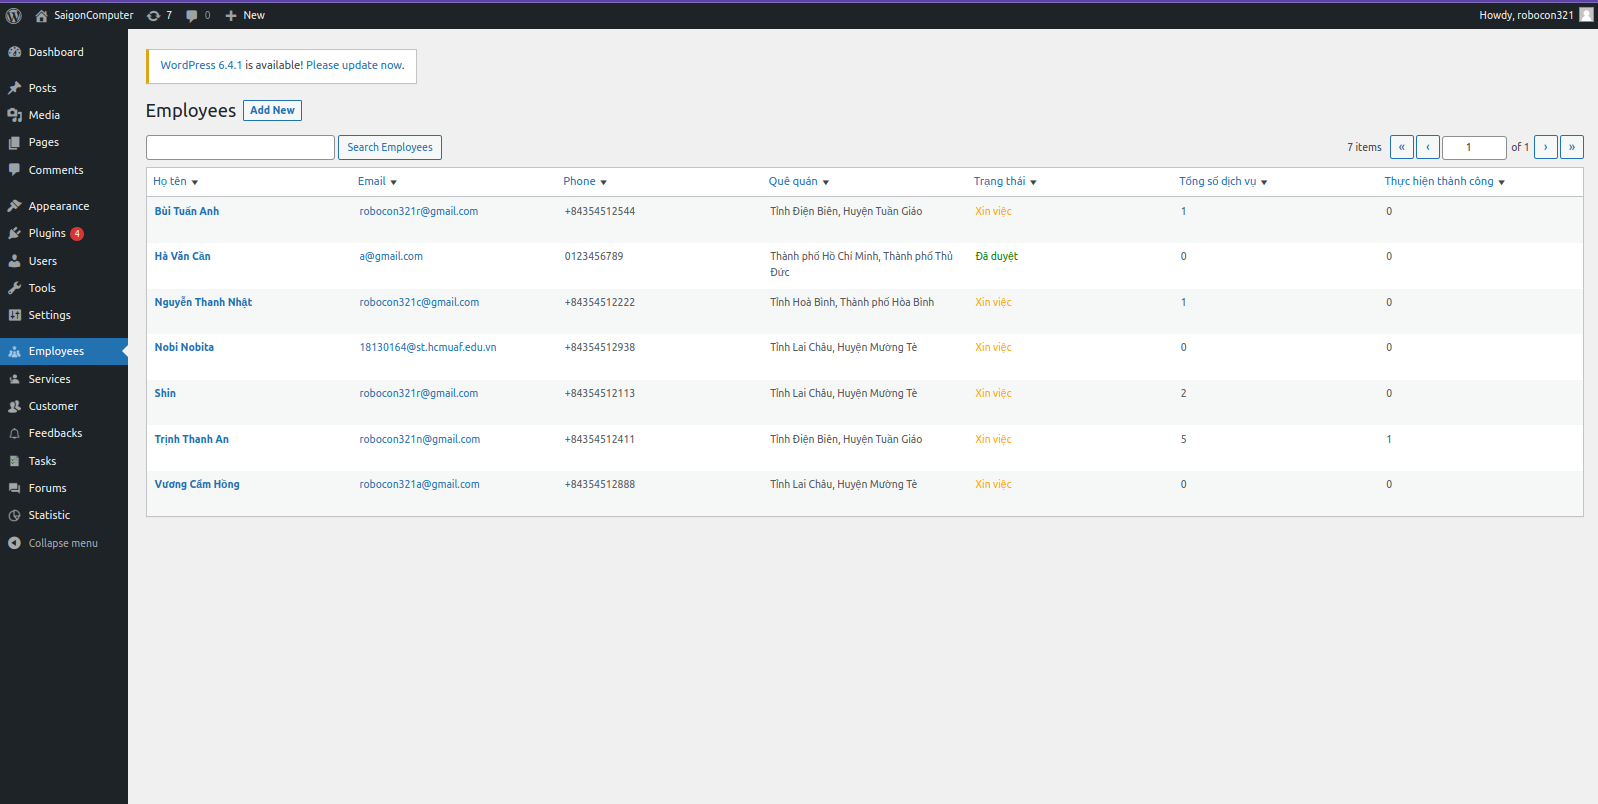 SaigonComputer 7 0 New Howdy, robocon321
Dashboard
Posts
Media
Pages
Comments
Appearance
Plugins 4
Users
Tools
Settings
Employees
Services
Customer
Feedbacks
Tasks
Forums
Statistic
Collapse menu
WordPress 6.4.1 is available! Please update now.
Employees Add New
Search Employees 7 items « ‹ 1 of 1 › »
Họ tên Email Phone Quê quán Trạng thái Tổng số dịch vụ Thực hiện thành công
Bùi Tuấn Anh robocon321r@gmail.com +84354512544 Tỉnh Điện Biên, Huyện Tuần Giáo Xin việc 1 0
Hà Văn Cẩn a@gmail.com 0123456789 Thành phố Hồ Chí Minh, Thành phố Thủ Đã duyệt 0 0
Đức
Nguyễn Thanh Nhật robocon321c@gmail.com +84354512222 Tỉnh Hoà Bình, Thành phố Hòa Bình Xin việc 1 0
Nobi Nobita 18130164@st.hcmuaf.edu.vn +84354512938 Tỉnh Lai Châu, Huyện Mường Tè Xin việc 0 0
Shin robocon321r@gmail.com +84354512113 Tỉnh Lai Châu, Huyện Mường Tè Xin việc 2 0
Trịnh Thanh An robocon321n@gmail.com +84354512411 Tỉnh Điện Biên, Huyện Tuần Giáo Xin việc 5 1
Vương Cẩm Hồng robocon321a@gmail.com +84354512888 Tỉnh Lai Châu, Huyện Mường Tè Xin việc 0 0